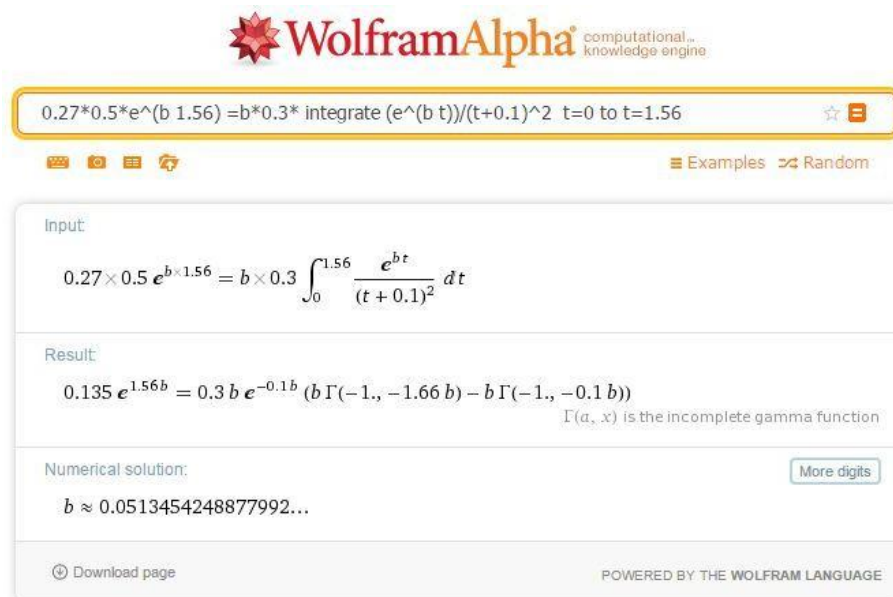 WolframAlpha computational... knowledge engine
0.27*0.5*e^(b 1.56) =b*0.3* integrate (e^(b t))/(t+0.1)^2  t=0 to t=1.56
Examples Random
Input:
0.27×0.5 e^{b×1.56} = b×0.3 ∫_0^{1.56} e^{b t}/(t + 0.1)^2 dt
Result:
0.135 e^{1.56 b} = 0.3 b e^{-0.1 b} (b Γ(-1., -1.66 b) − b Γ(-1., -0.1 b))
Γ(a, x) is the incomplete gamma function
Numerical solution: More digits
b ≈ 0.0513454248877992...
Download page POWERED BY THE WOLFRAM LANGUAGE